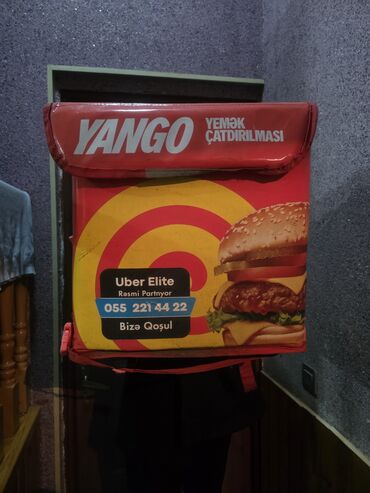 YANGO
YEMƏK
ÇATDIRILMASI
Uber Elite
Rəsmi Partnyor
055 221 44 22
Bizə Qoşul